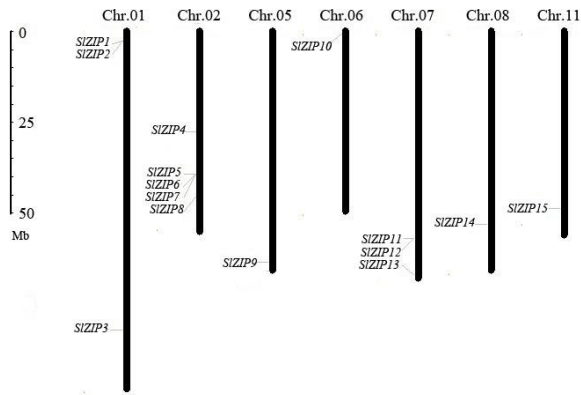 Chr.01 Chr.02 Chr.05 Chr.06 Chr.07 Chr.08 Chr.11
0
SlZIP1
SlZIP2
SlZIP10
25
SlZIP4
SlZIP5
SlZIP6
SlZIP7
SlZIP8
50
Mb
SlZIP15
SlZIP14
SlZIP11
SlZIP12
SlZIP13
SlZIP9
SlZIP3